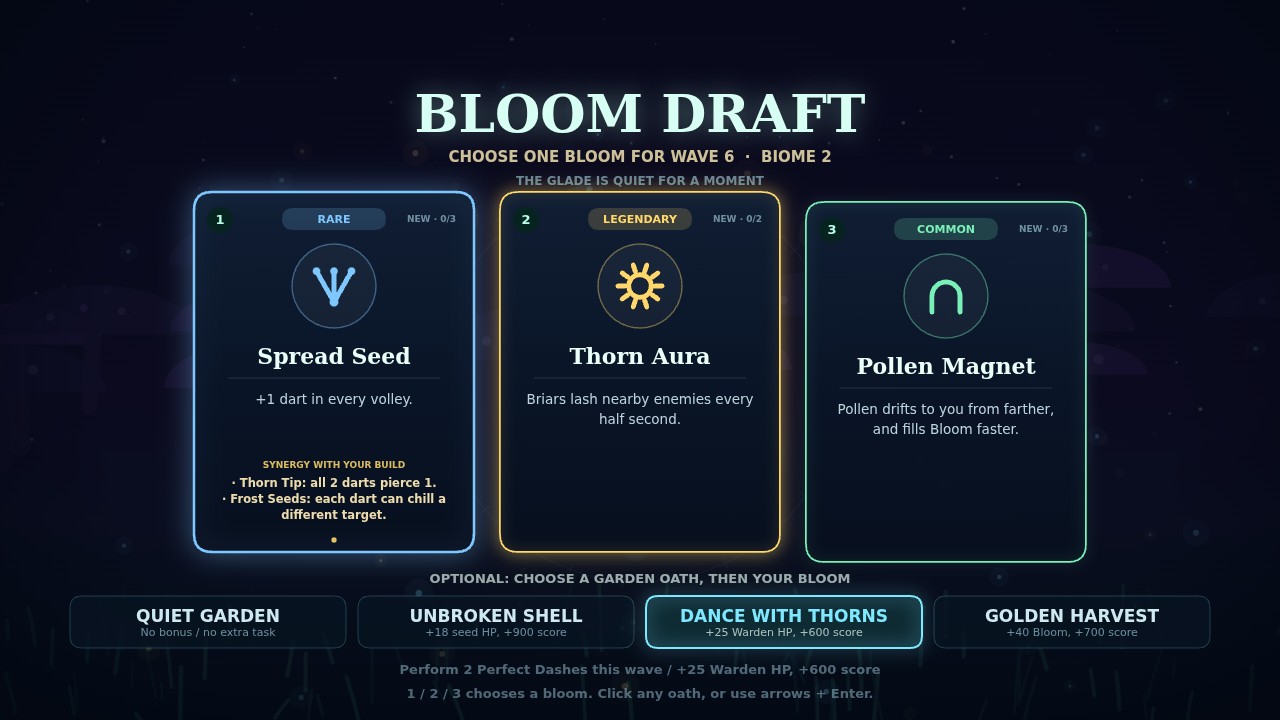 BLOOM DRAFT
CHOOSE ONE BLOOM FOR WAVE 6 · BIOME 2
THE GLADE IS QUIET FOR A MOMENT
1
RARE
NEW · 0/3
Spread Seed
+1 dart in every volley.
SYNERGY WITH YOUR BUILD
· Thorn Tip: all 2 darts pierce 1.
· Frost Seeds: each dart can chill a
different target.
2
LEGENDARY
NEW · 0/2
Thorn Aura
Briars lash nearby enemies every
half second.
3
COMMON
NEW · 0/3
Pollen Magnet
Pollen drifts to you from farther,
and fills Bloom faster.
OPTIONAL: CHOOSE A GARDEN OATH, THEN YOUR BLOOM
QUIET GARDEN
No bonus / no extra task
UNBROKEN SHELL
+18 seed HP, +900 score
DANCE WITH THORNS
+25 Warden HP, +600 score
GOLDEN HARVEST
+40 Bloom, +700 score
Perform 2 Perfect Dashes this wave / +25 Warden HP, +600 score
1 / 2 / 3 chooses a bloom. Click any oath, or use arrows + Enter.